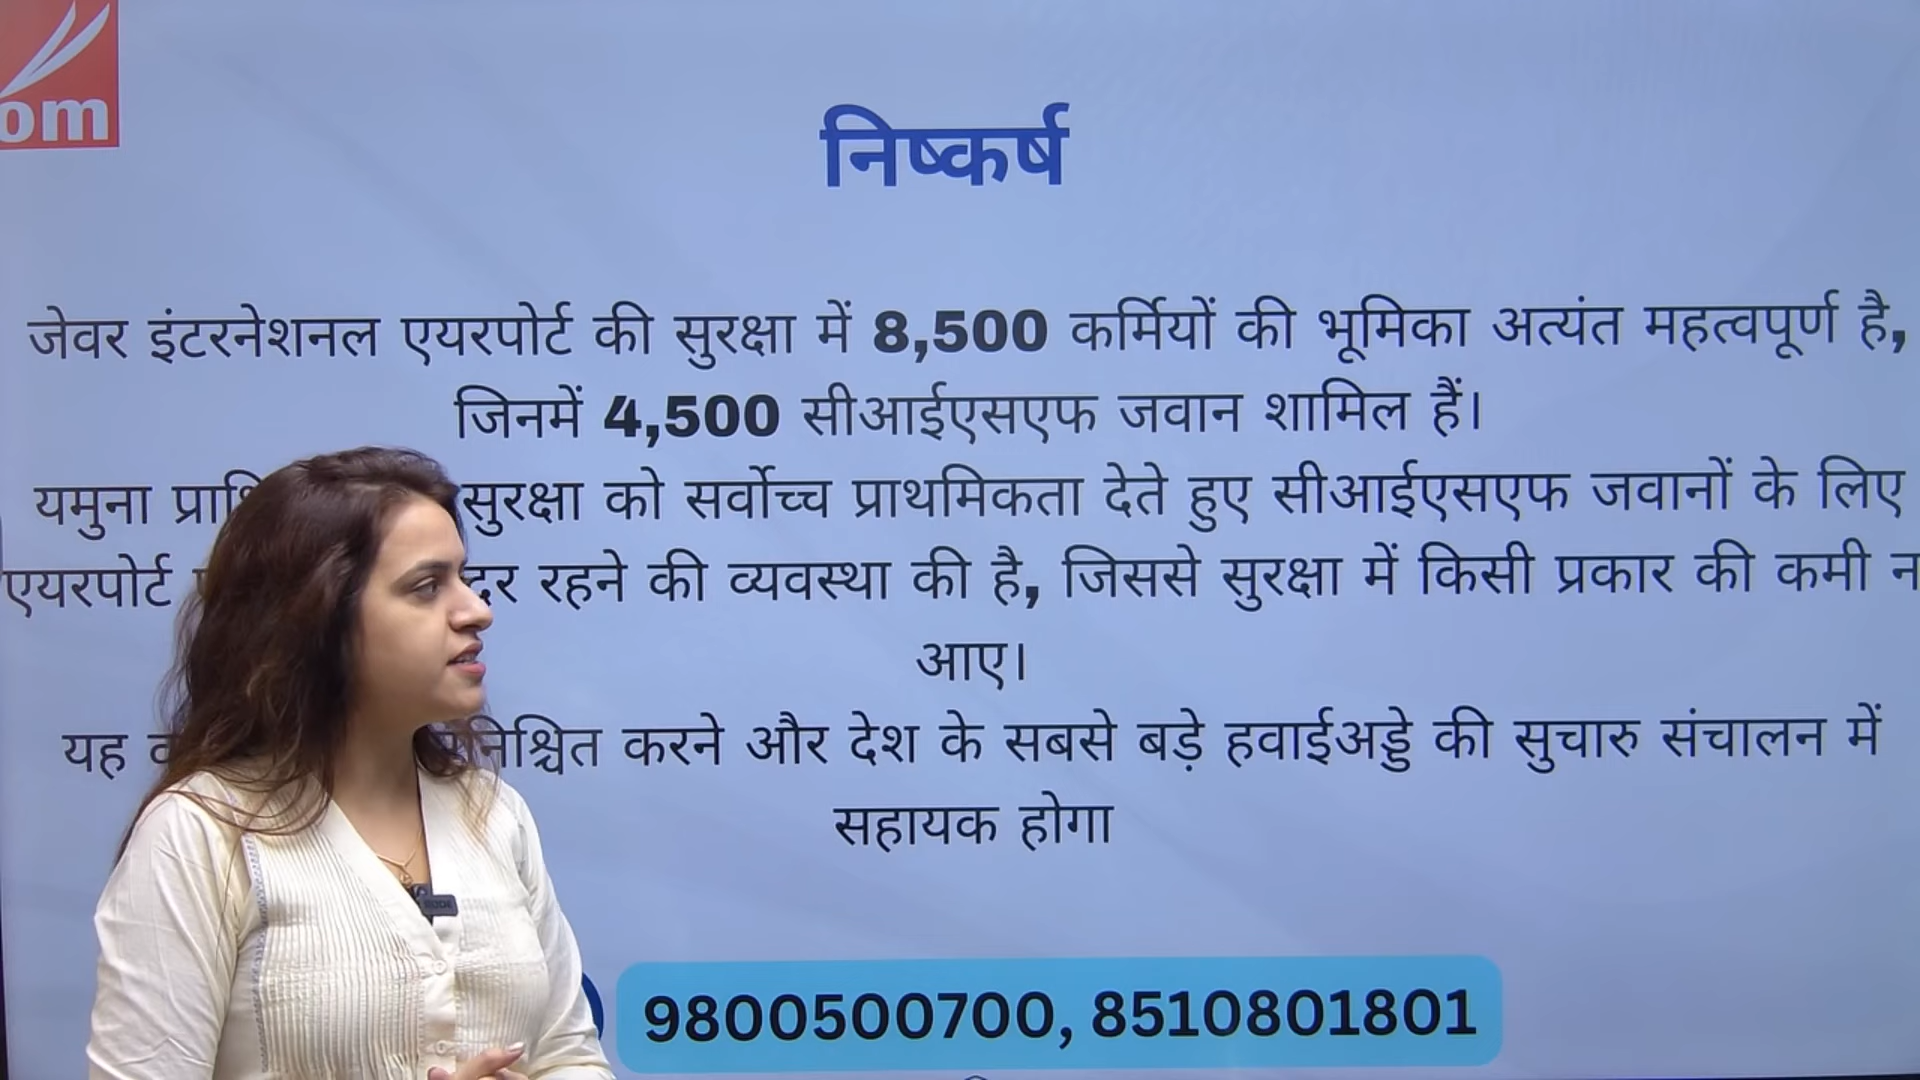 om
निष्कर्ष
जेवर इंटरनेशनल एयरपोर्ट की सुरक्षा में 8,500 कर्मियों की भूमिका अत्यंत महत्वपूर्ण है,
जिनमें 4,500 सीआईएसएफ जवान शामिल हैं।
यमुना सुरक्षा को सर्वोच्च प्राथमिकता देते हुए सीआईएसएफ जवानों के लिए
एयरपोर्ट रहने की व्यवस्था की है, जिससे सुरक्षा में किसी प्रकार की कमी न
आए।
यह करने और देश के सबसे बड़े हवाईअड्डे की सुचारु संचालन में
सहायक होगा
9800500700, 8510801801